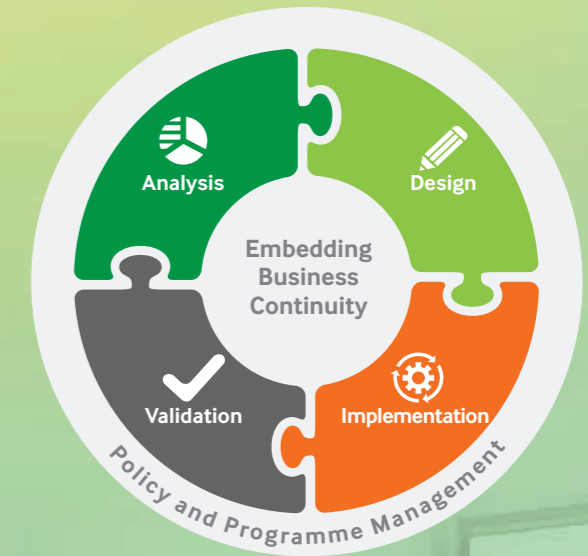 Analysis
Design
Embedding
Business
Continuity
Validation
Implementation
Policy and Programme Management